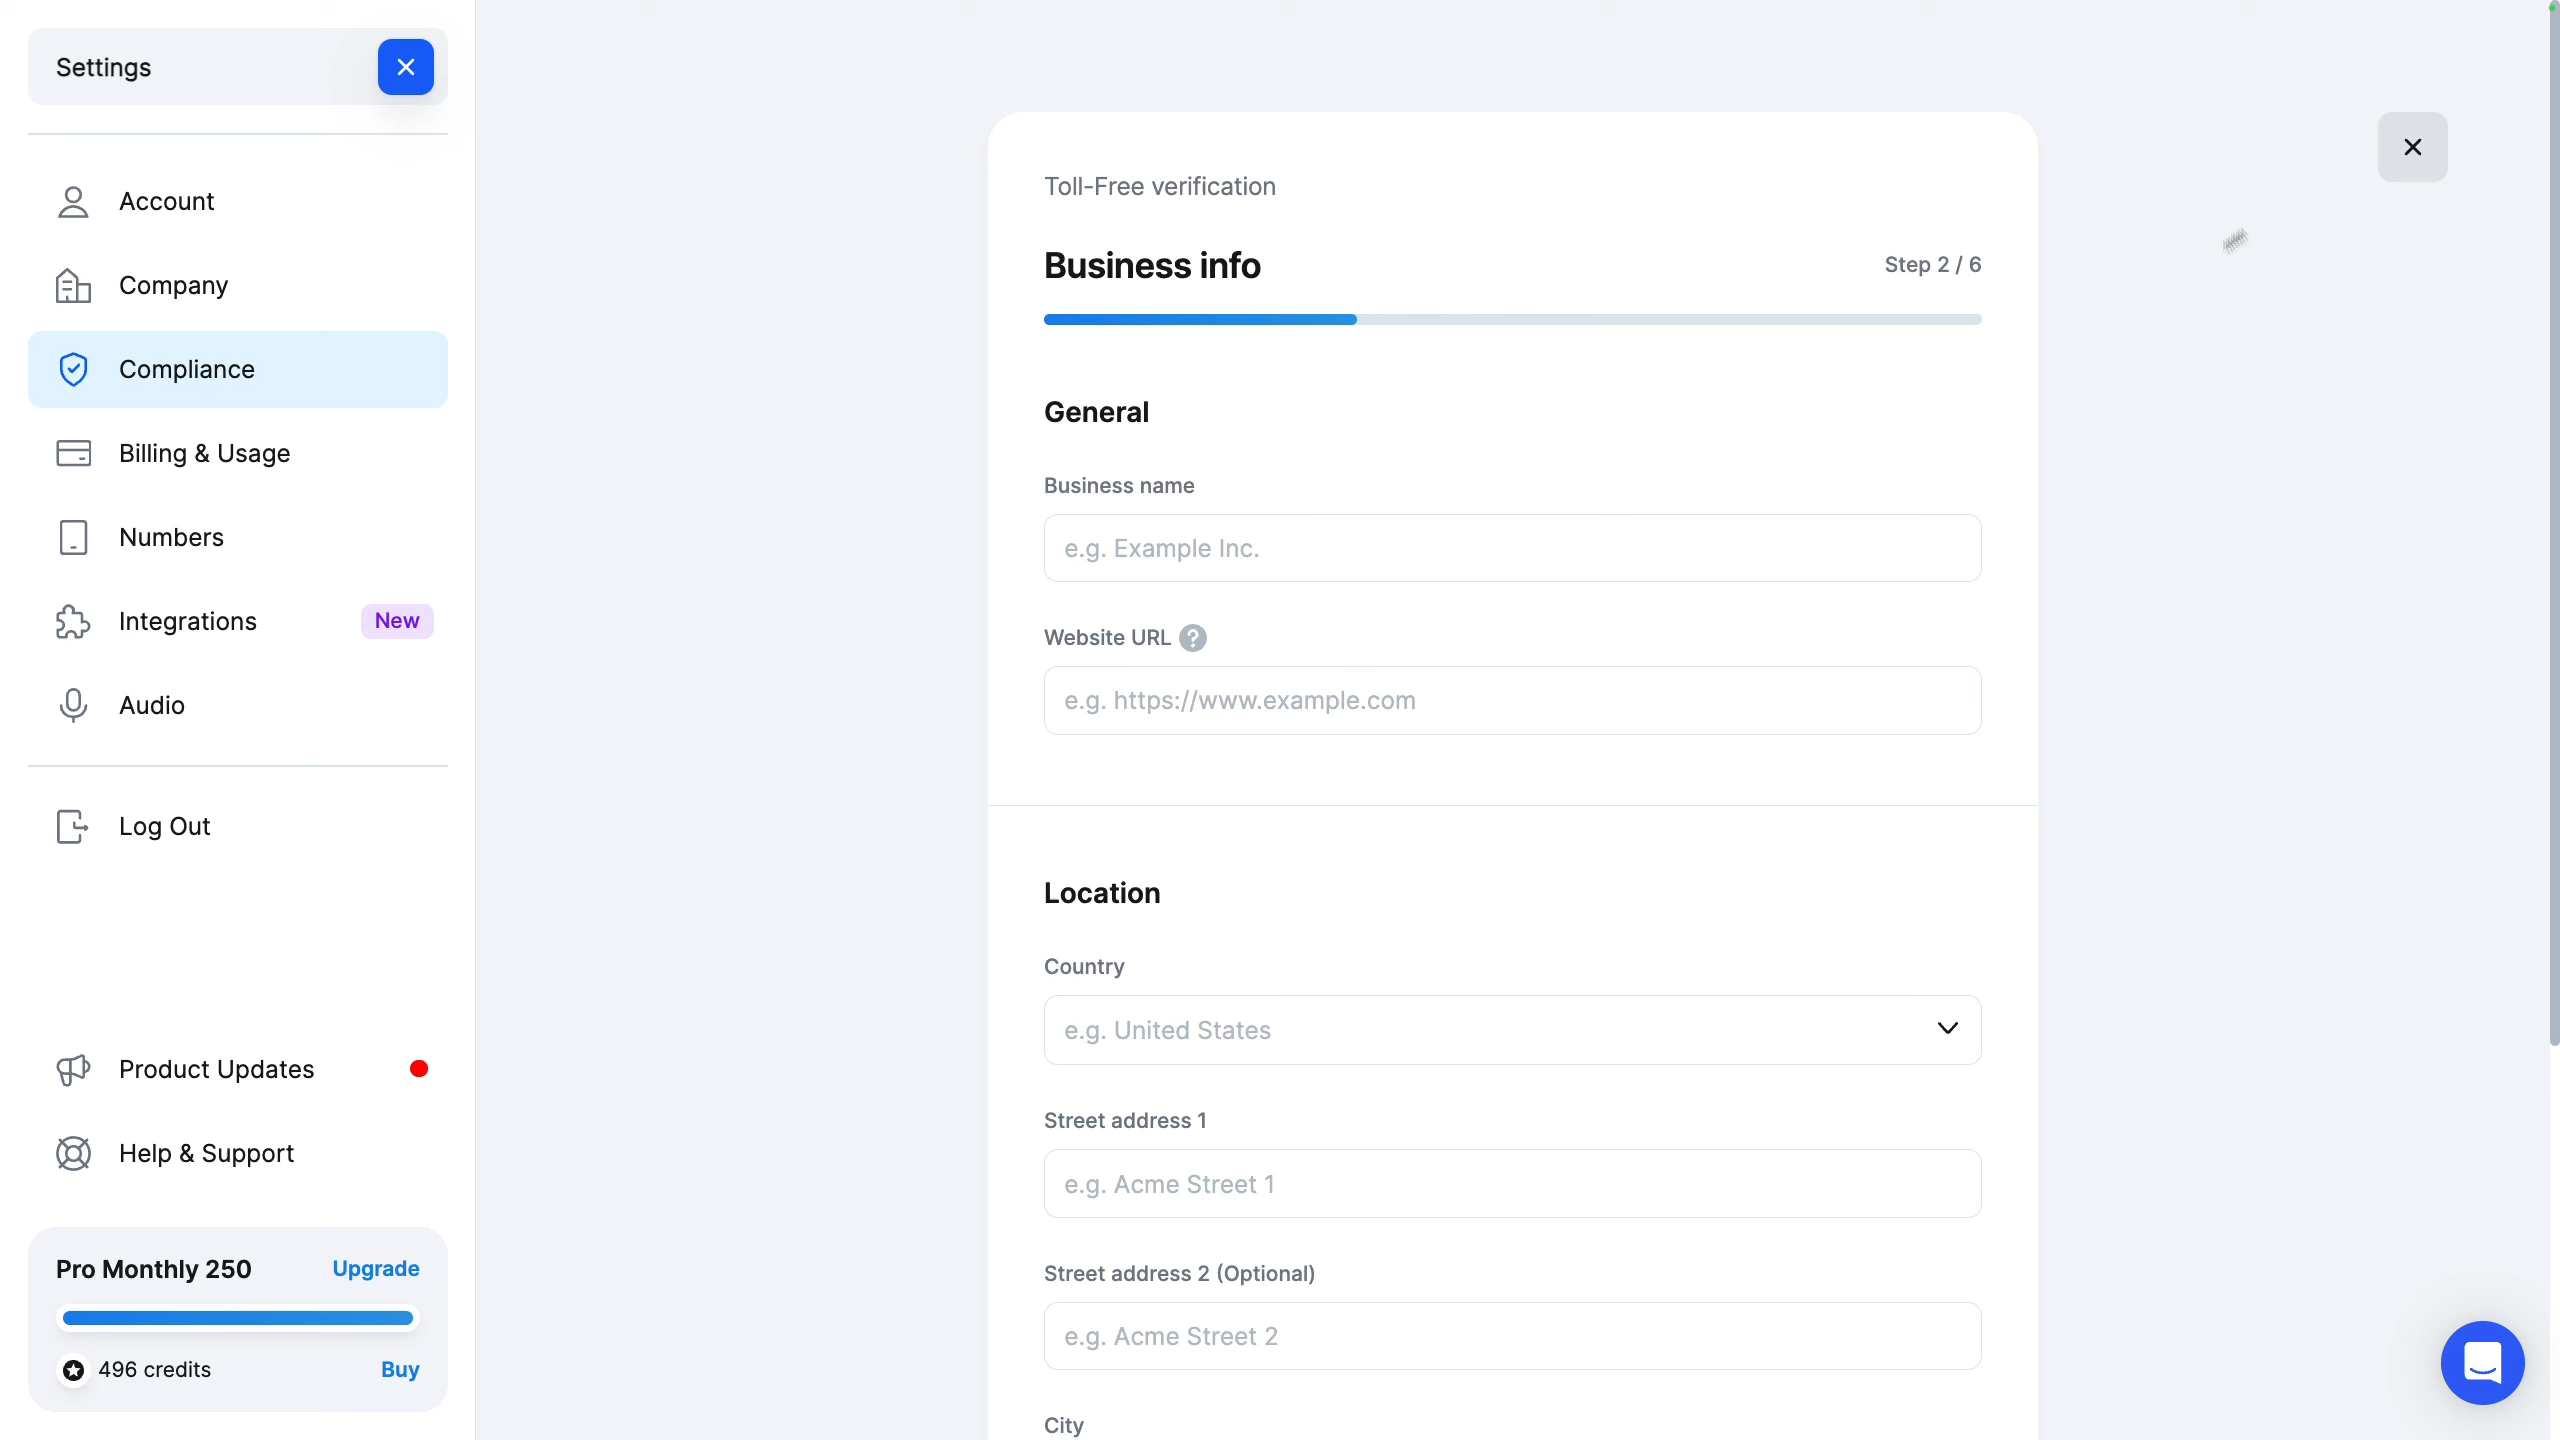 Settings
Account
Company
Compliance
Billing & Usage
Numbers
Integrations
New
Audio
Log Out
Product Updates
Help & Support
Pro Monthly 250
Upgrade
496 credits
Buy
Toll-Free verification
Business info
Step 2 / 6
General
Business name
e.g. Example Inc.
Website URL ?
e.g. https://www.example.com
Location
Country
e.g. United States
Street address 1
e.g. Acme Street 1
Street address 2 (Optional)
e.g. Acme Street 2
City